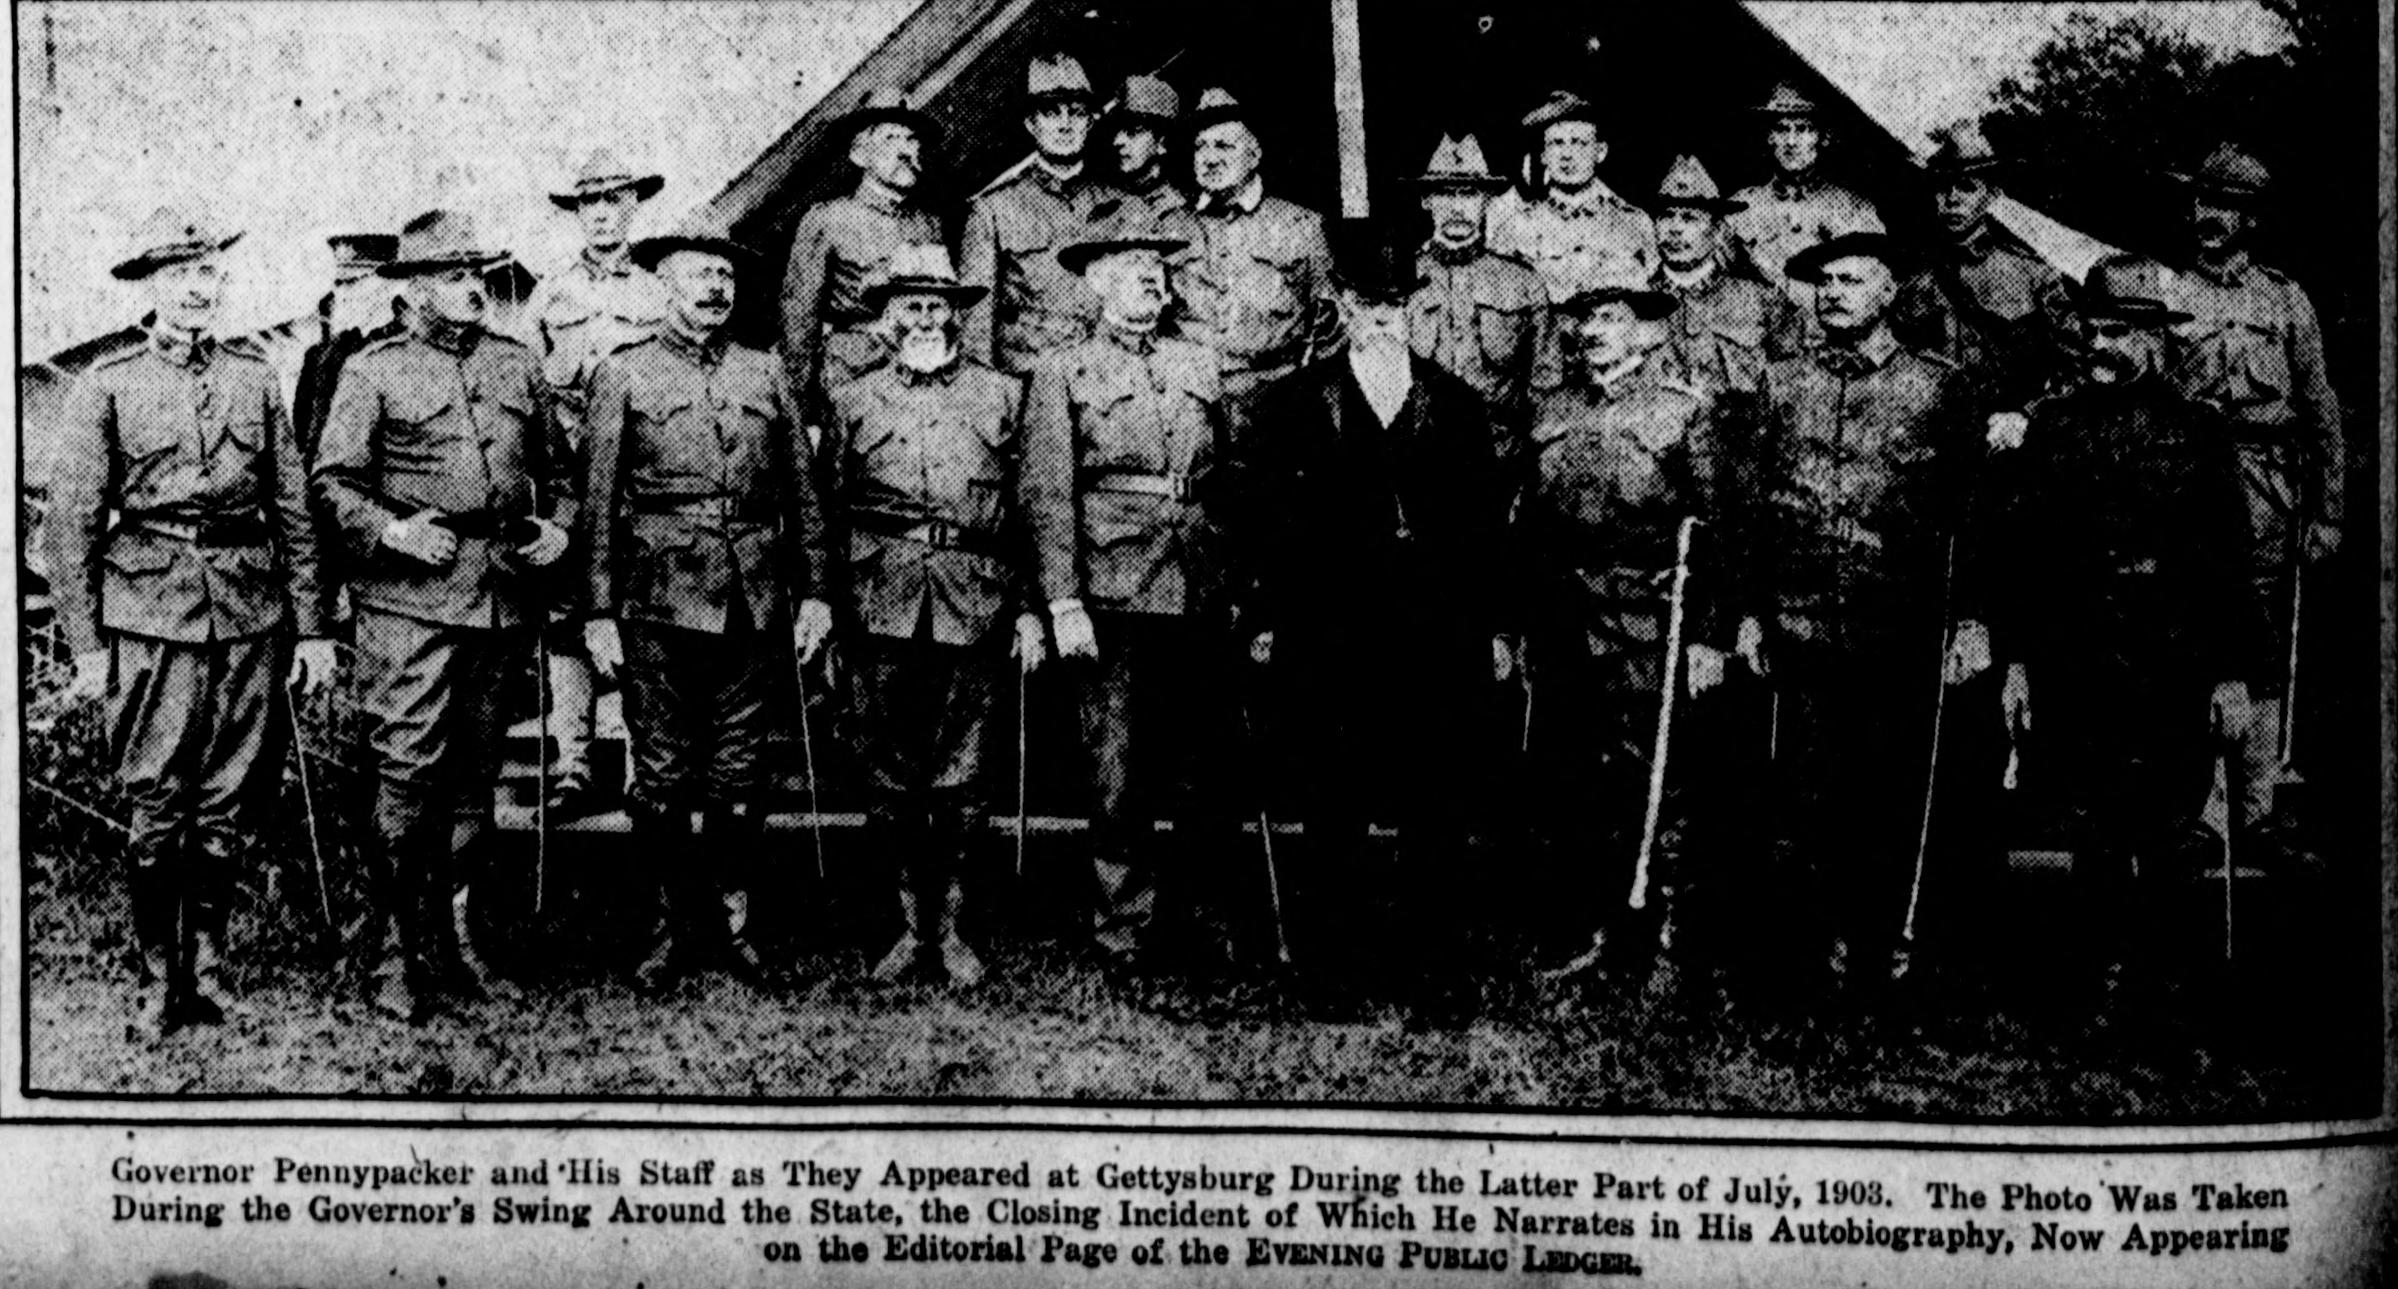 Governor Pennypacker and His Staff as They Appeared at Gettysburg During the Latter Part of July, 1903. The Photo Was Taken
During the Governor's Swing Around the State, the Closing Incident of Which He Narrates in His Autobiography, Now Appearing
on the Editorial Page of the EVENING PUBLIC LEDGER.